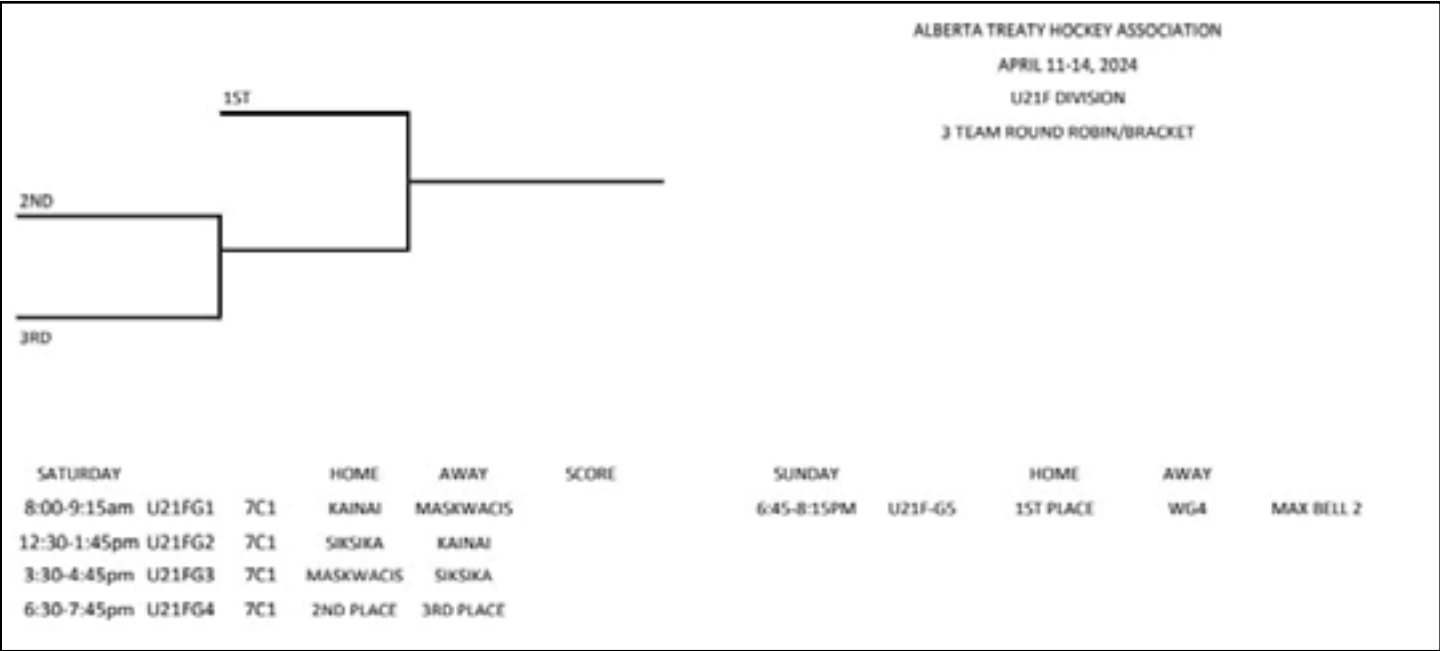 ALBERTA TREATY HOCKEY ASSOCIATION
APRIL 11-14, 2024
U21F DIVISION
3 TEAM ROUND ROBIN/BRACKET
1ST
2ND
3RD
SATURDAY HOME AWAY SCORE
8:00-9:15am U21FG1 7C1 KAINAI MASKWACIS
12:30-1:45pm U21FG2 7C1 SIKSIKA KAINAI
3:30-4:45pm U21FG3 7C1 MASKWACIS SIKSIKA
6:30-7:45pm U21FG4 7C1 2ND PLACE 3RD PLACE
SUNDAY HOME AWAY
6:45-8:15PM U21F-G5 1ST PLACE WG4 MAX BELL 2